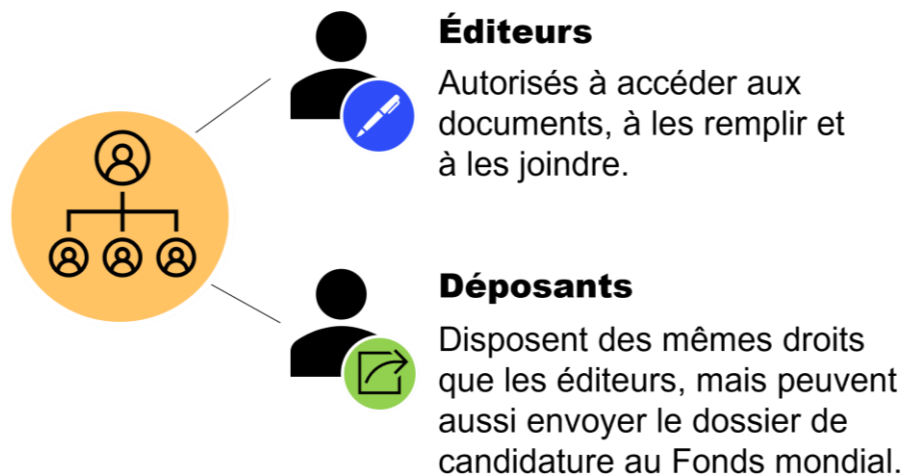 Éditeurs
Autorisés à accéder aux
documents, à les remplir et
à les joindre.
Déposants
Disposent des mêmes droits
que les éditeurs, mais peuvent
aussi envoyer le dossier de
candidature au Fonds mondial.